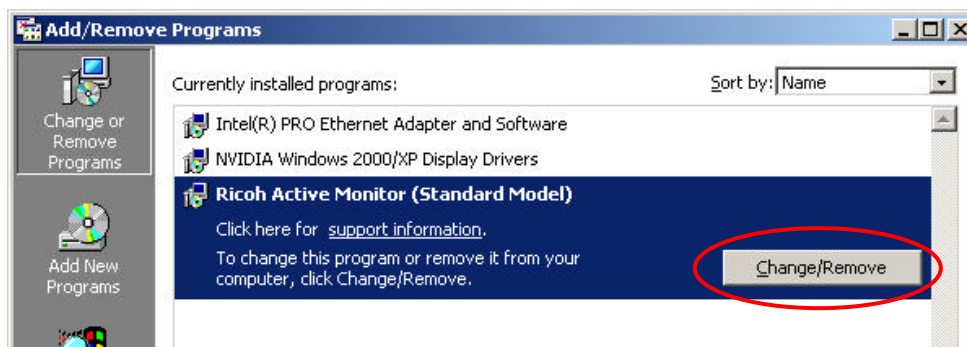 Add/Remove Programs
Currently installed programs:
Sort by: Name
Change or
Remove
Programs
Intel(R) PRO Ethernet Adapter and Software
NVIDIA Windows 2000/XP Display Drivers
Ricoh Active Monitor (Standard Model)
Click here for support information.
To change this program or remove it from your
computer, click Change/Remove.
Change/Remove
Add New
Programs